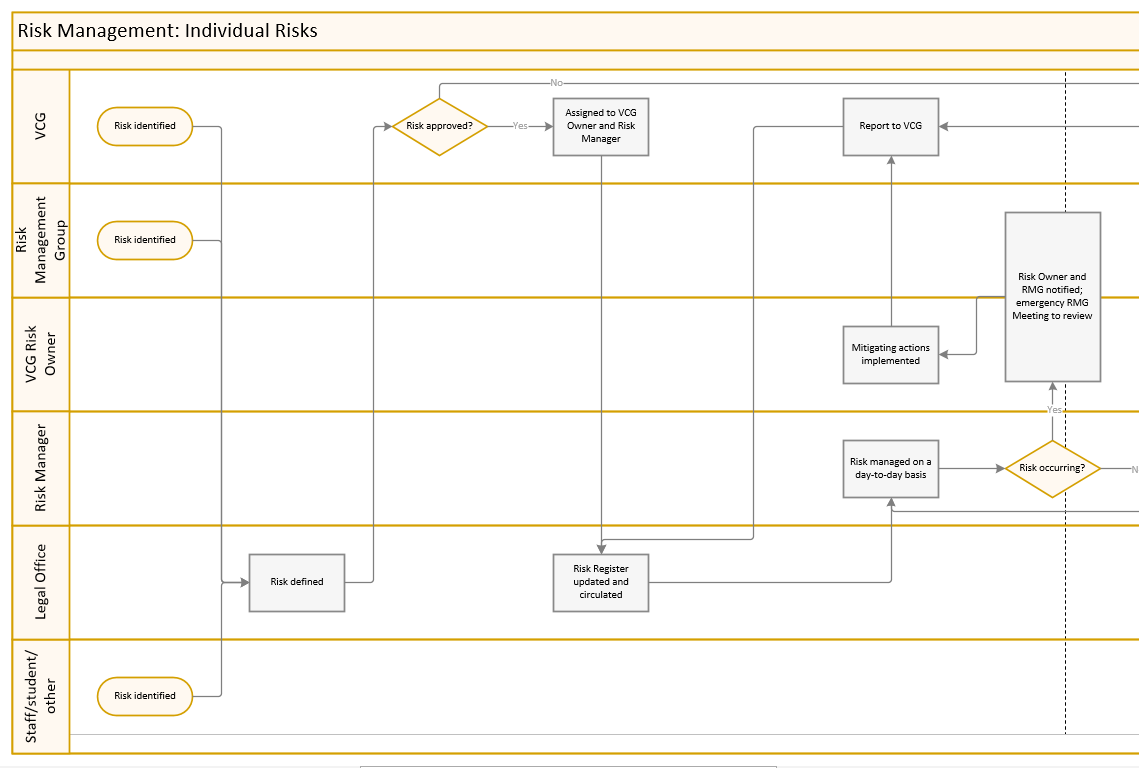 Risk Management: Individual Risks
VCG
Risk identified
Risk approved?
No
Yes
Assigned to VCG
Owner and Risk
Manager
Report to VCG
Risk
Management
Group
Risk identified
Risk Owner and
RMG notified;
emergency RMG
Meeting to review
VCG Risk
Owner
Mitigating actions
implemented
Yes
Risk Manager
Risk managed on a
day-to-day basis
Risk occurring?
N
Legal Office
Risk defined
Risk Register
updated and
circulated
Staff/student/
other
Risk identified